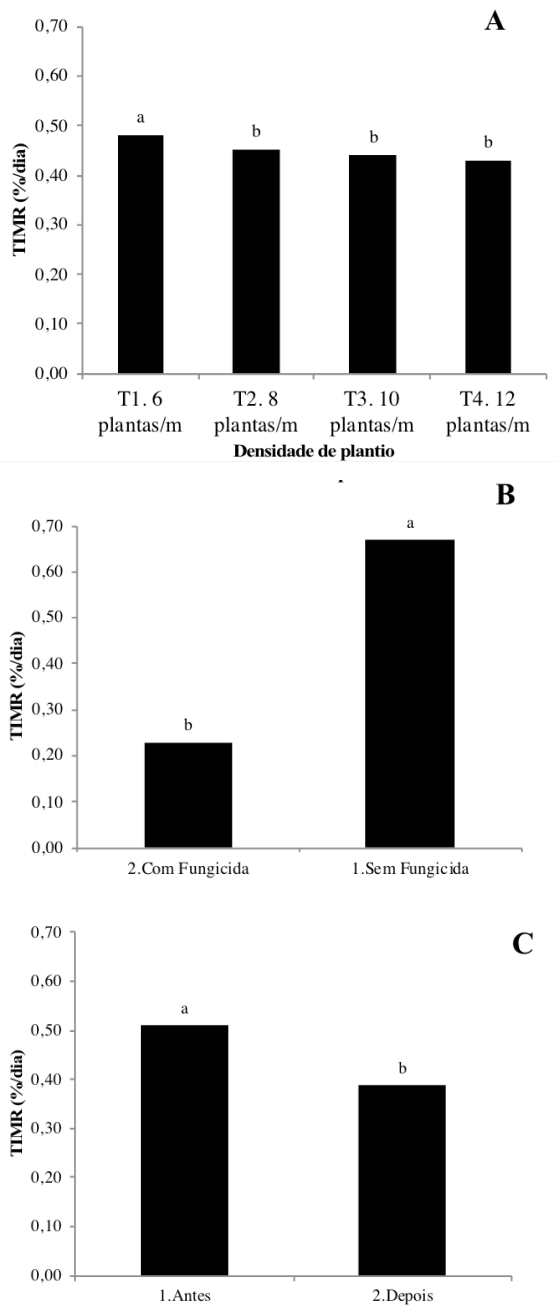 A
0,70
0,60
0,50
0,40
0,30
0,20
0,10
0,00
TIMR (%/dia)
a
b
b
b
T1. 6 plantas/m
T2. 8 plantas/m
T3. 10 plantas/m
T4. 12 plantas/m
Densidade de plantio
B
0,70
0,60
0,50
0,40
0,30
0,20
0,10
0,00
TIMR (%/dia)
b
a
2.Com Fungicida
1.Sem Fungicida
C
0,70
0,60
0,50
0,40
0,30
0,20
0,10
0,00
TIMR (%/dia)
a
b
1.Antes
2.Depois